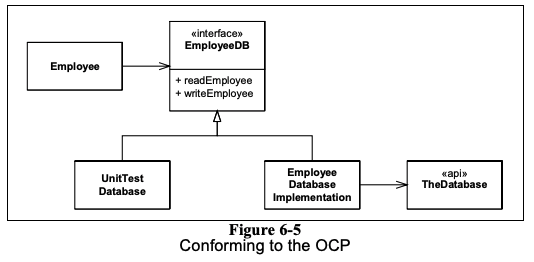 «interface»
EmployeeDB
Employee
+ readEmployee
+ writeEmployee
UnitTest
Database
Employee
Database
Implementation
«api»
TheDatabase
Figure 6-5
Conforming to the OCP